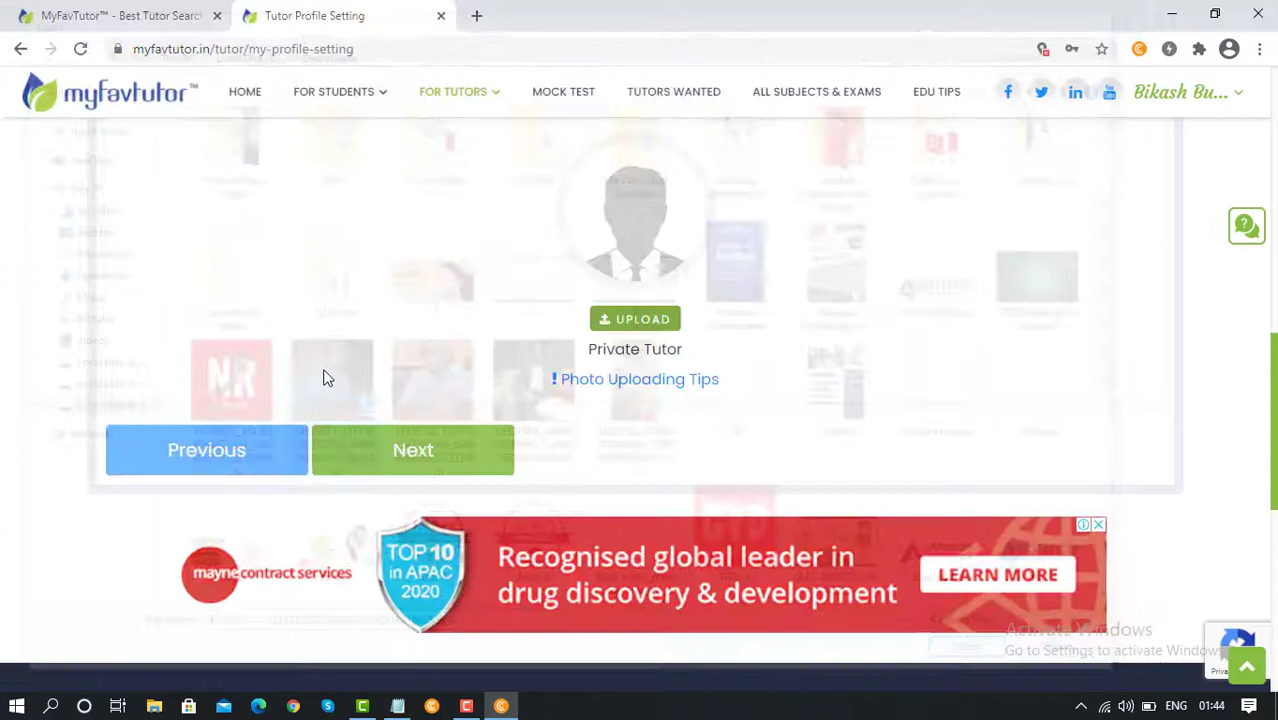 MyFavTutor™ - Best Tutor Searc
Tutor Profile Setting
myfavtutor.in/tutor/my-profile-setting
myfavtutor™
HOME
FOR STUDENTS
FOR TUTORS
MOCK TEST
TUTORS WANTED
ALL SUBJECTS & EXAMS
EDU TIPS
Bikash Bu...
UPLOAD
Private Tutor
! Photo Uploading Tips
Previous
Next
mayne contract services
TOP 10
in APAC
2020
Recognised global leader in
drug discovery & development
LEARN MORE
Activate Windows
Go to Settings to activate Windows
ENG
01:44